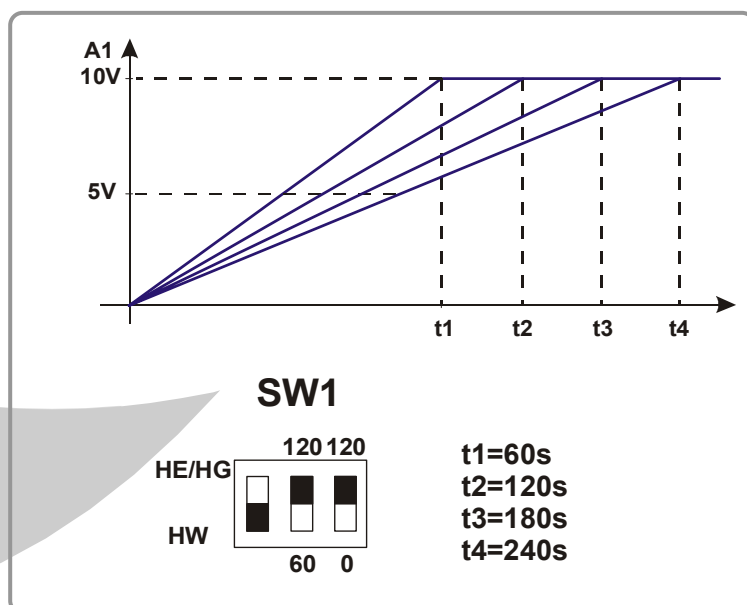 A1
10V
5V
t1 t2 t3 t4
SW1
120 120
HE/HG
HW
60 0
t1=60s
t2=120s
t3=180s
t4=240s